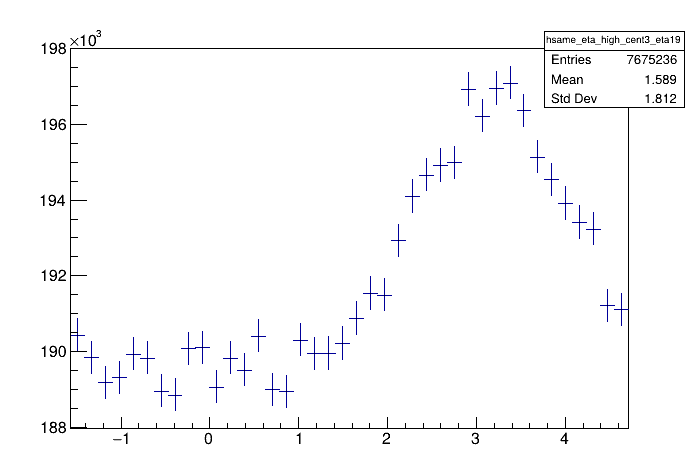 ×10³
hsame_eta_high_cent3_eta19
Entries 7675236
Mean 1.589
Std Dev 1.812
198
196
194
192
190
188
−1 0 1 2 3 4